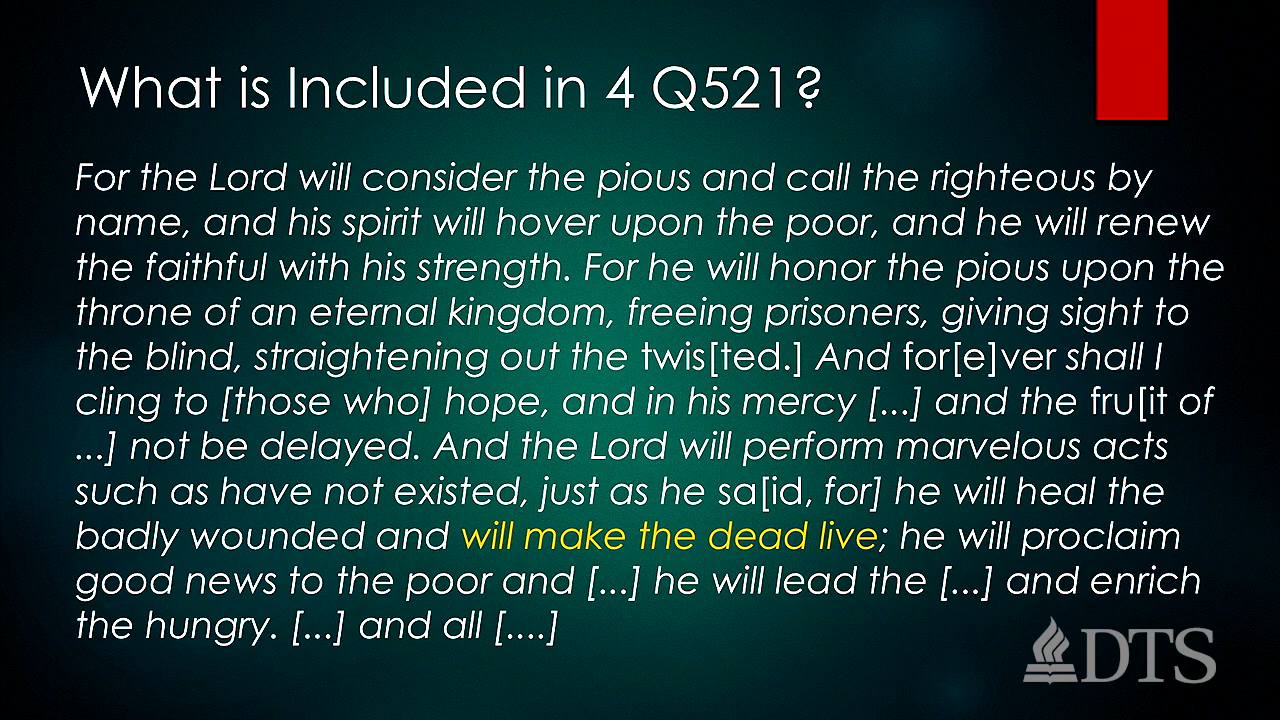 What is Included in 4 Q521?
For the Lord will consider the pious and call the righteous by
name, and his spirit will hover upon the poor, and he will renew
the faithful with his strength. For he will honor the pious upon the
throne of an eternal kingdom, freeing prisoners, giving sight to
the blind, straightening out the twis[ted.] And for[e]ver shall I
cling to [those who] hope, and in his mercy [...] and the fru[it of
...] not be delayed. And the Lord will perform marvelous acts
such as have not existed, just as he sa[id, for] he will heal the
badly wounded and will make the dead live; he will proclaim
good news to the poor and [...] he will lead the [...] and enrich
the hungry. [...] and all [....]
DTS